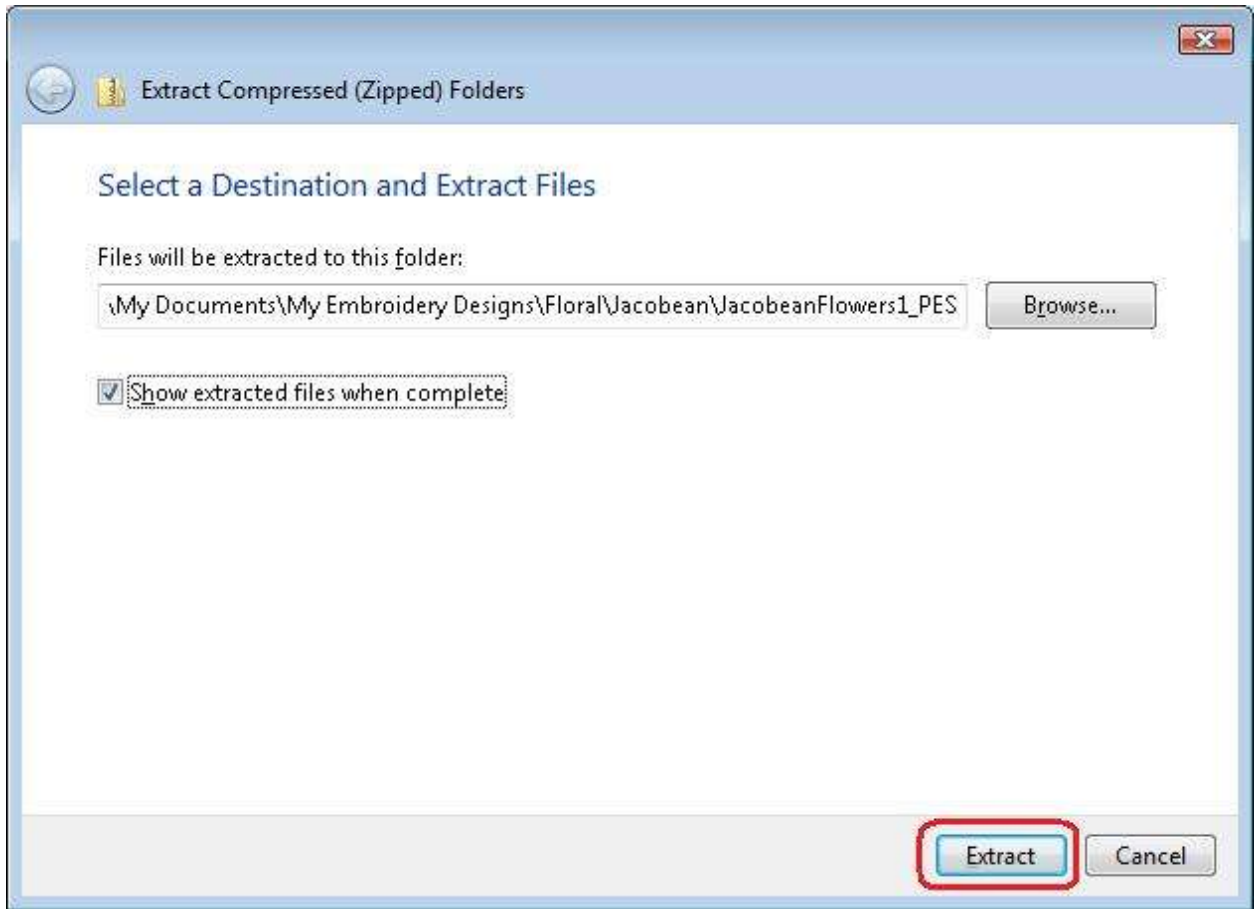 Extract Compressed (Zipped) Folders
Select a Destination and Extract Files
Files will be extracted to this folder:
\My Documents\My Embroidery Designs\Floral\Jacobean\JacobeanFlowers1_PES
Browse...
Show extracted files when complete
Extract
Cancel